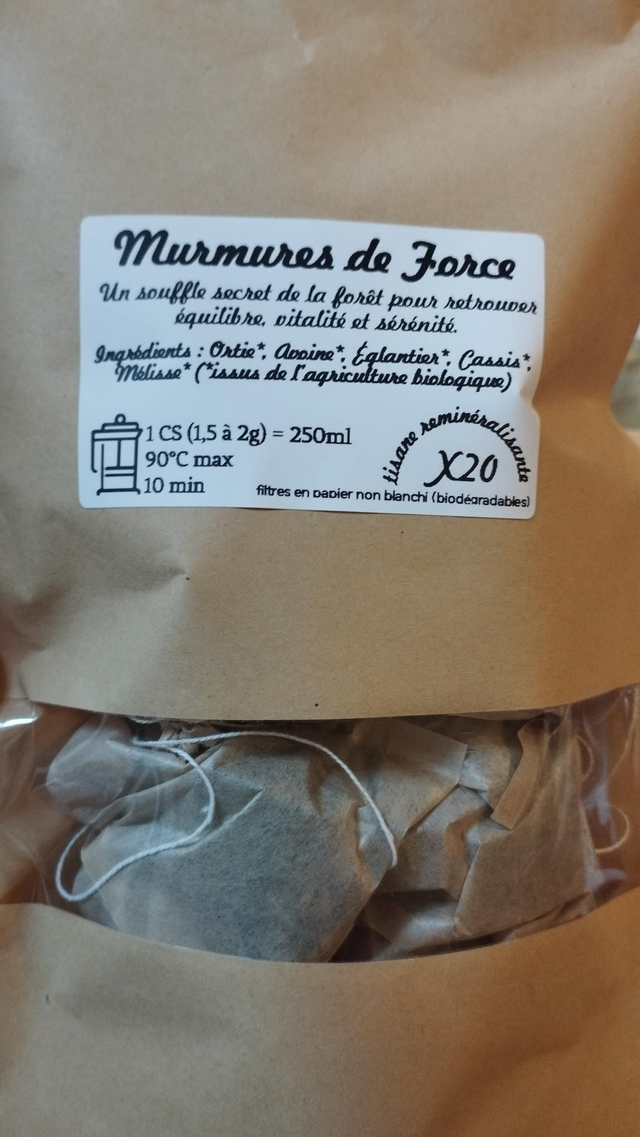 Murmures de Force
Un souffle secret de la forêt pour retrouver
équilibre, vitalité et sérénité.
Ingrédients : Ortie*, Avoine*, Églantier*, Cassis*,
Mélisse* (*issus de l'agriculture biologique)
1 CS (1,5 à 2g) = 250ml
90°C max
10 min
tisane reminéralisante
X20
filtres en papier non blanchi (biodégradables)